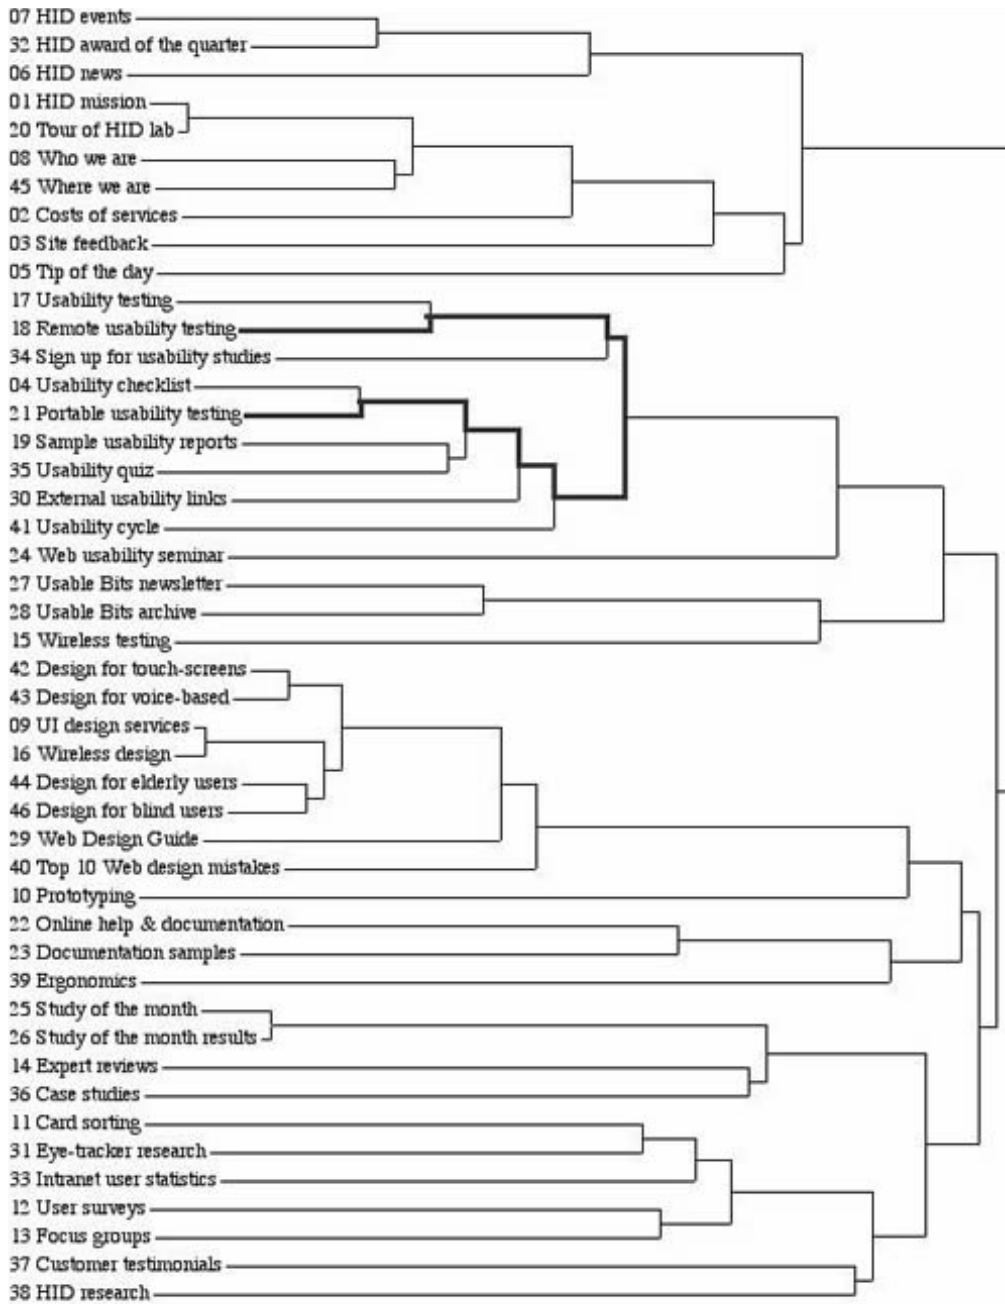 07 HID events
32 HID award of the quarter
06 HID news
01 HID mission
20 Tour of HID lab
08 Who we are
45 Where we are
02 Costs of services
03 Site feedback
05 Tip of the day
17 Usability testing
18 Remote usability testing
34 Sign up for usability studies
04 Usability checklist
21 Portable usability testing
19 Sample usability reports
35 Usability quiz
30 External usability links
41 Usability cycle
24 Web usability seminar
27 Usable Bits newsletter
28 Usable Bits archive
15 Wireless testing
42 Design for touch-screens
43 Design for voice-based
09 UI design services
16 Wireless design
44 Design for elderly users
46 Design for blind users
29 Web Design Guide
40 Top 10 Web design mistakes
10 Prototyping
22 Online help & documentation
23 Documentation samples
39 Ergonomics
25 Study of the month
26 Study of the month results
14 Expert reviews
36 Case studies
11 Card sorting
31 Eye-tracker research
33 Intranet user statistics
12 User surveys
13 Focus groups
37 Customer testimonials
38 HID research